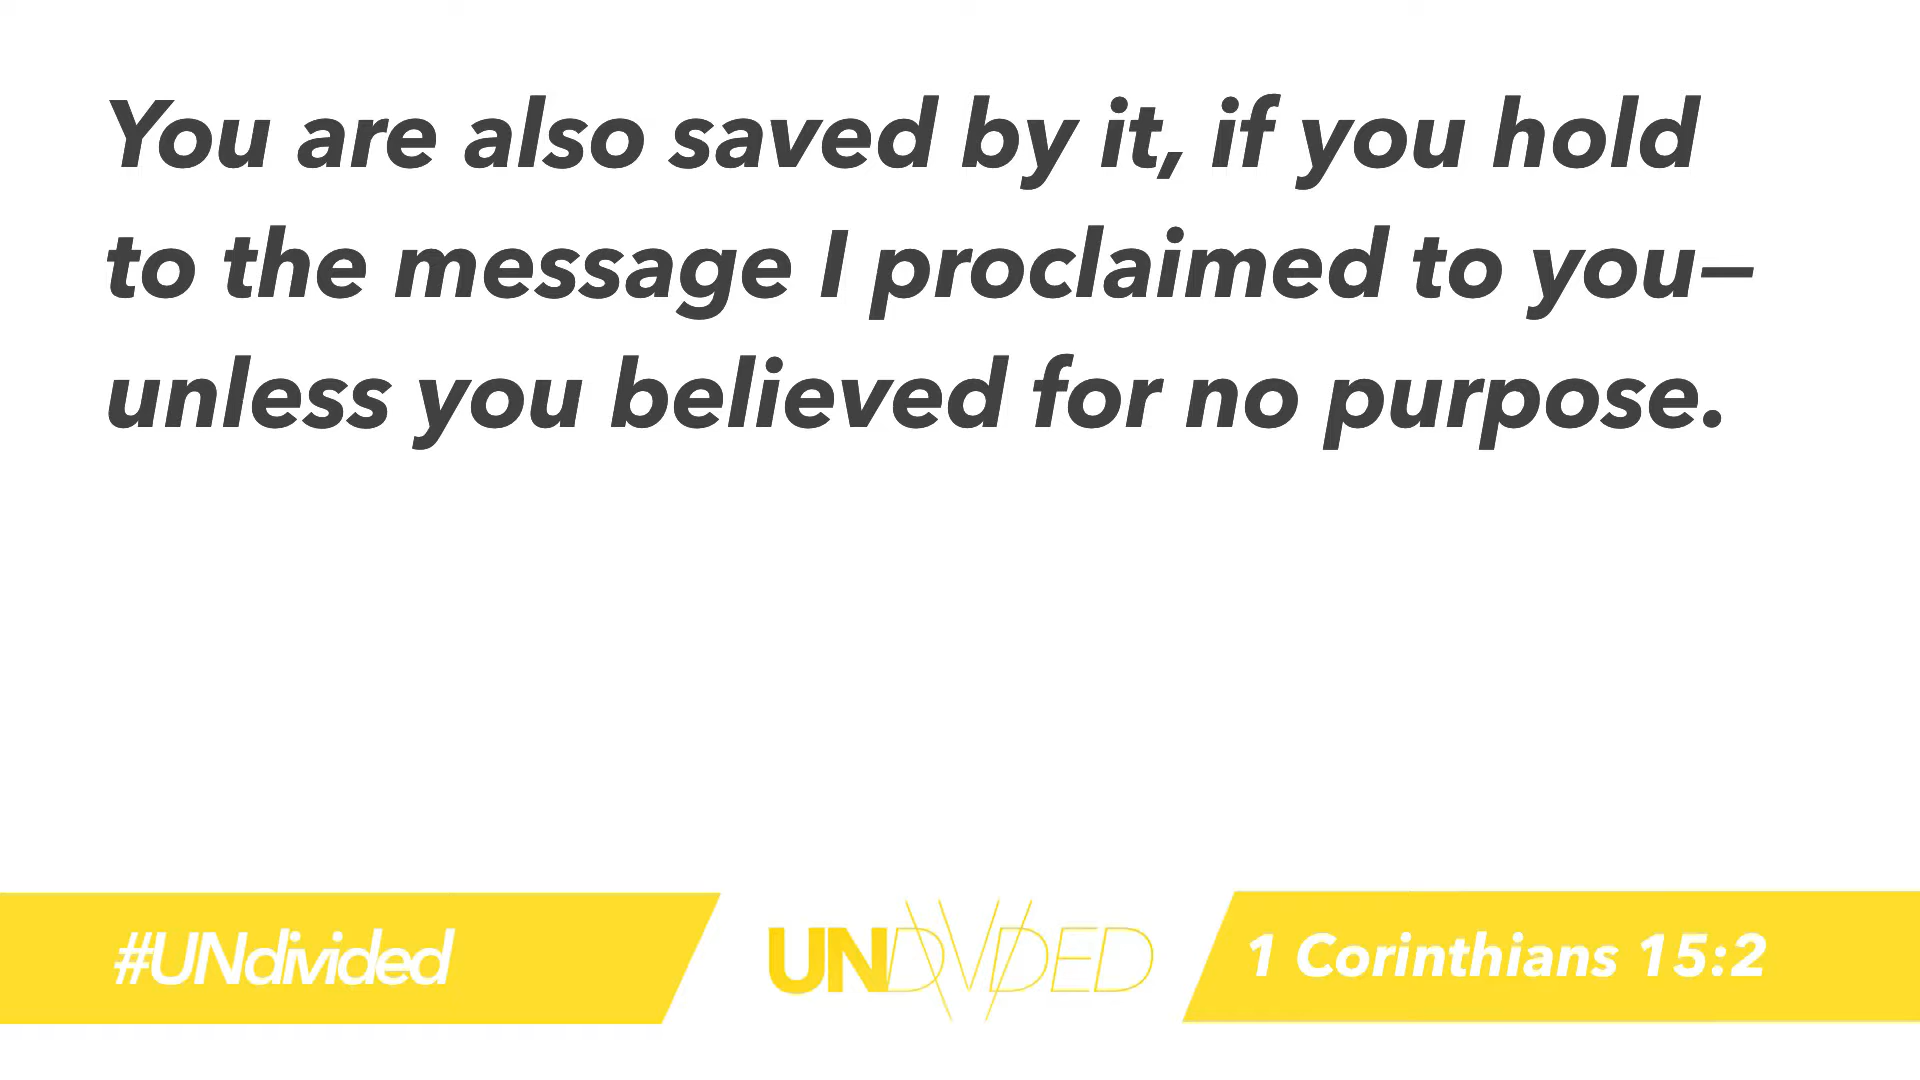 You are also saved by it, if you hold
to the message I proclaimed to you—
unless you believed for no purpose.
#UNdivided
UNDIVIDED
1 Corinthians 15:2